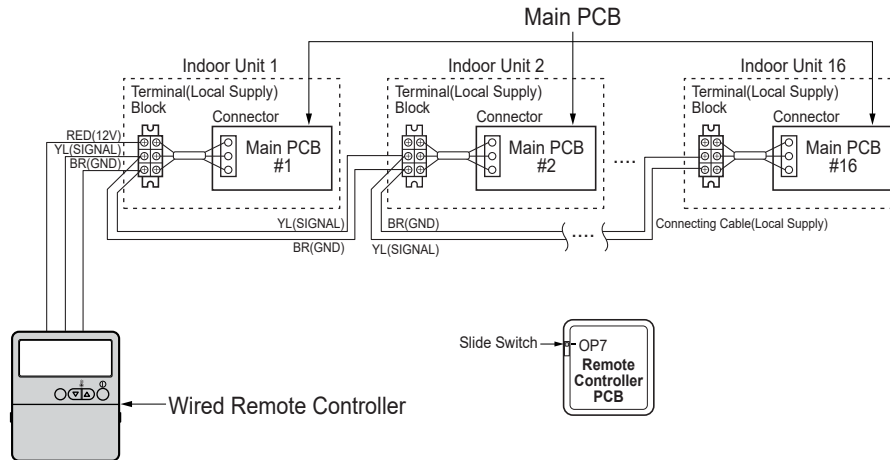 Main PCB
Indoor Unit 1
Indoor Unit 2
Indoor Unit 16
Terminal(Local Supply)
Block
Connector
Main PCB
#1
Terminal(Local Supply)
Block
Connector
Main PCB
#2
....
Terminal(Local Supply)
Block
Connector
Main PCB
#16
RED(12V)
YL(SIGNAL)
BR(GND)
YL(SIGNAL)
BR(GND)
BR(GND)
YL(SIGNAL)
....
Connecting Cable(Local Supply)
Slide Switch
OP7
Remote
Controller
PCB
Wired Remote Controller